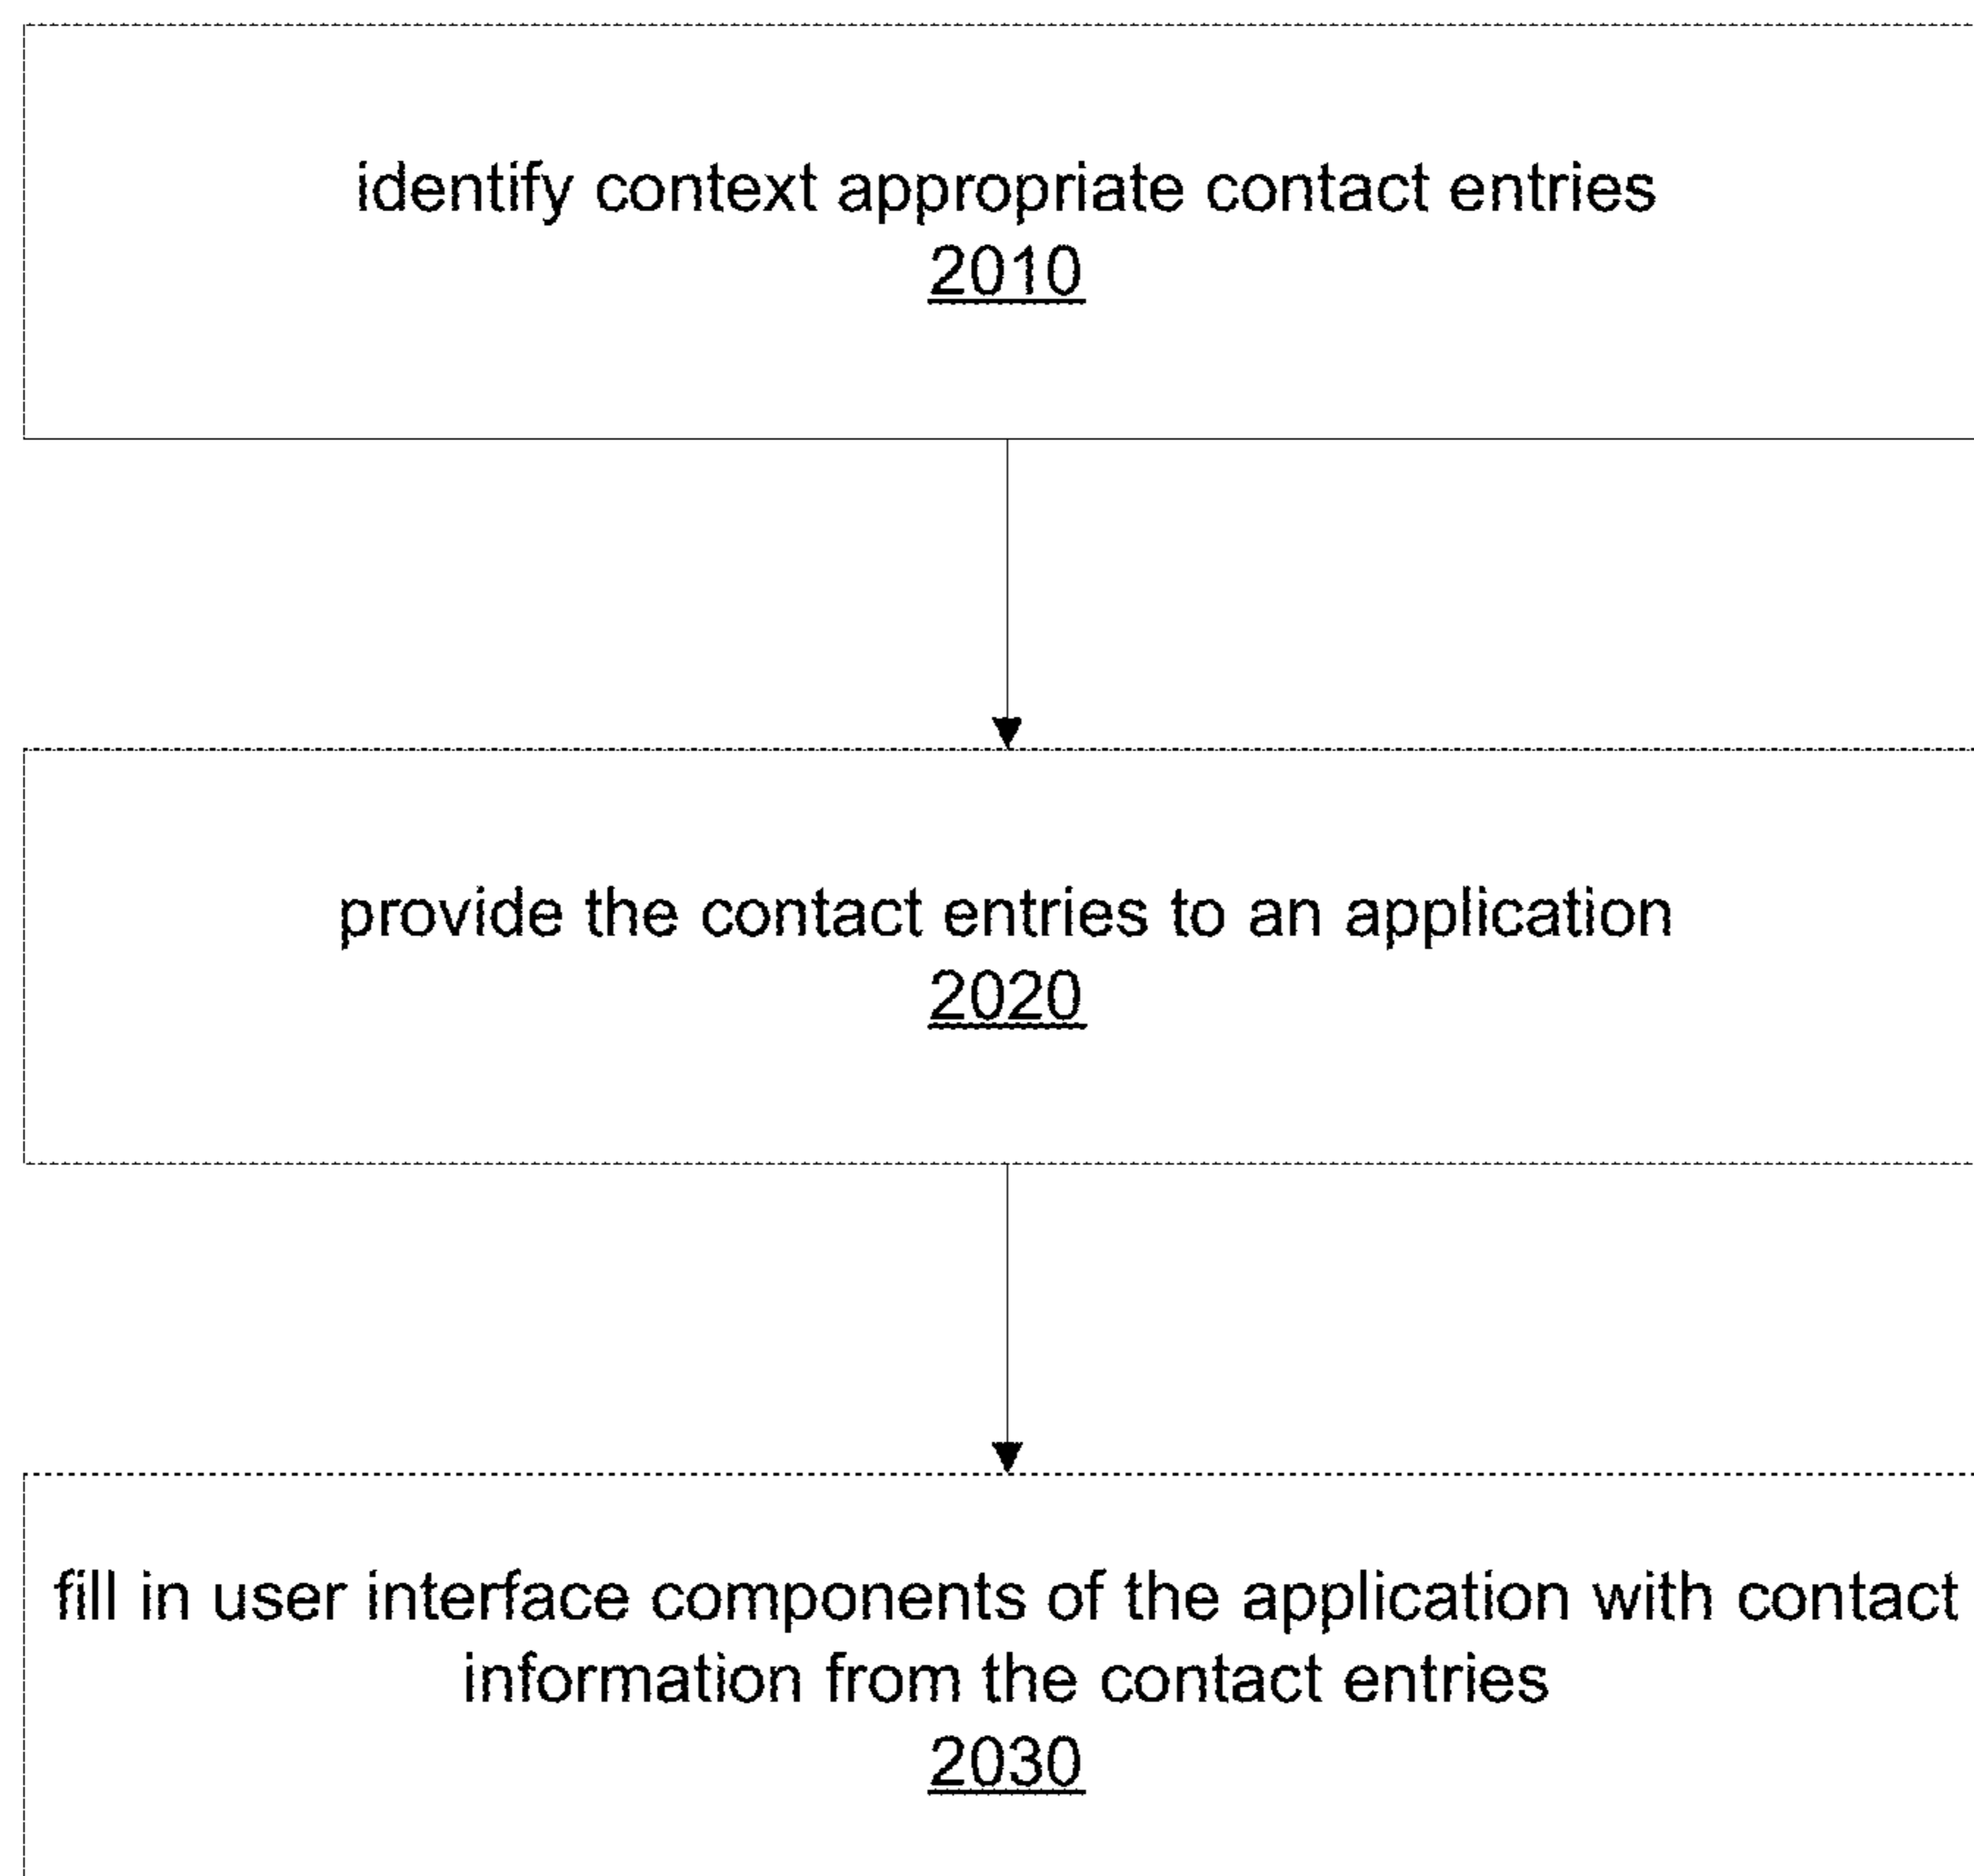 identify context appropriate contact entries
2010
provide the contact entries to an application
2020
fill in user interface components of the application with contact
information from the contact entries
2030